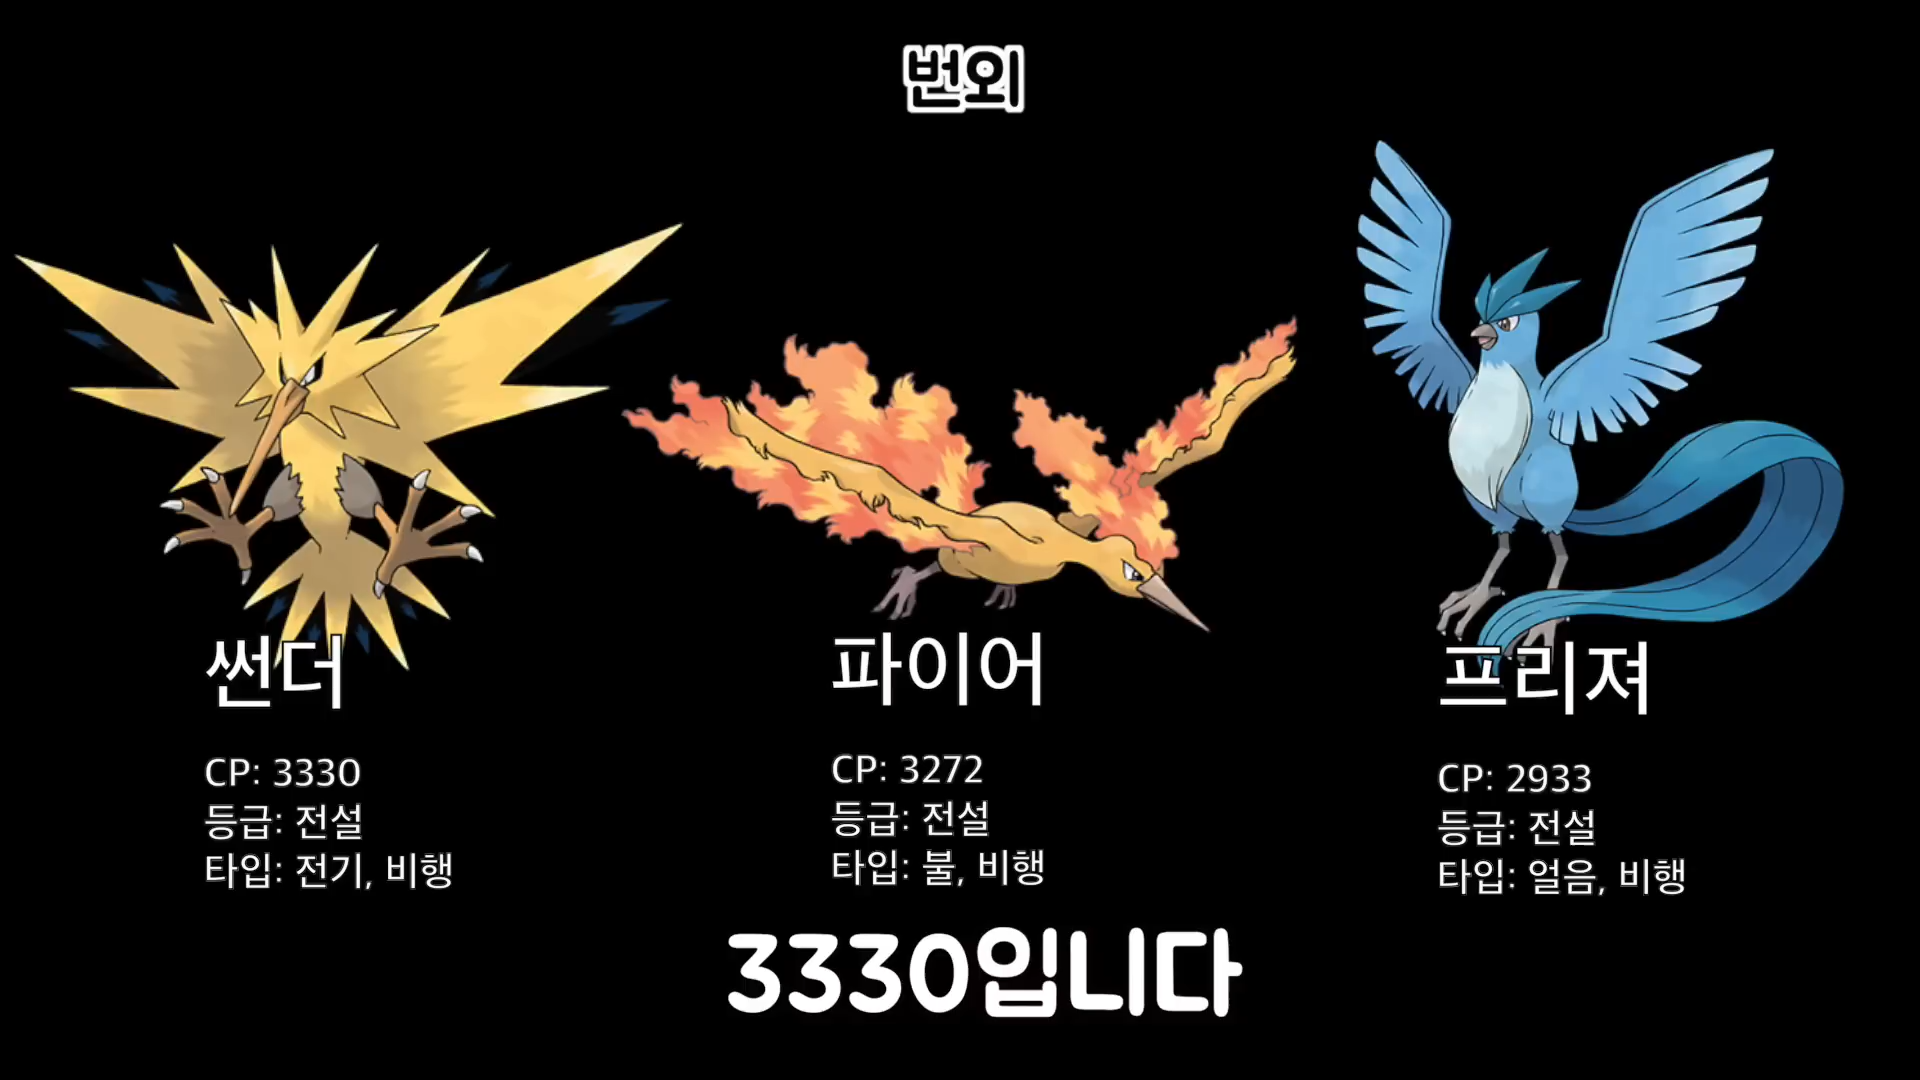 번외
썬더
CP: 3330
등급: 전설
타입: 전기, 비행
파이어
CP: 3272
등급: 전설
타입: 불, 비행
프리져
CP: 2933
등급: 전설
타입: 얼음, 비행
3330입니다